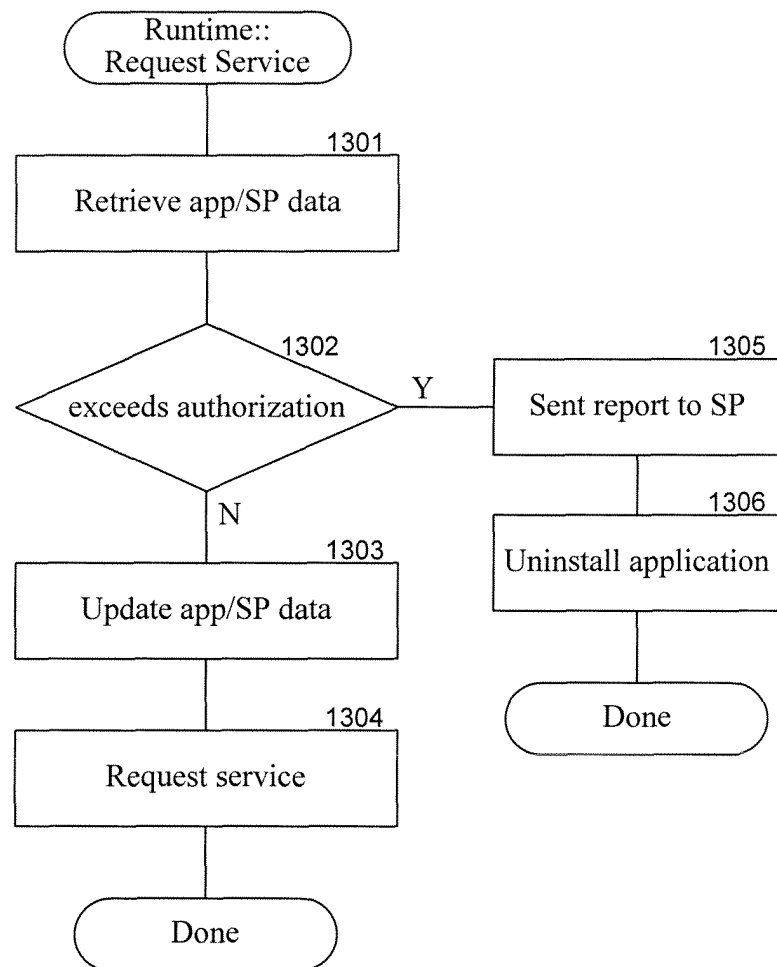 Runtime::
Request Service
1301
Retrieve app/SP data
1302
exceeds authorization
Y
N
1305
Sent report to SP
1306
Uninstall application
Done
1303
Update app/SP data
1304
Request service
Done